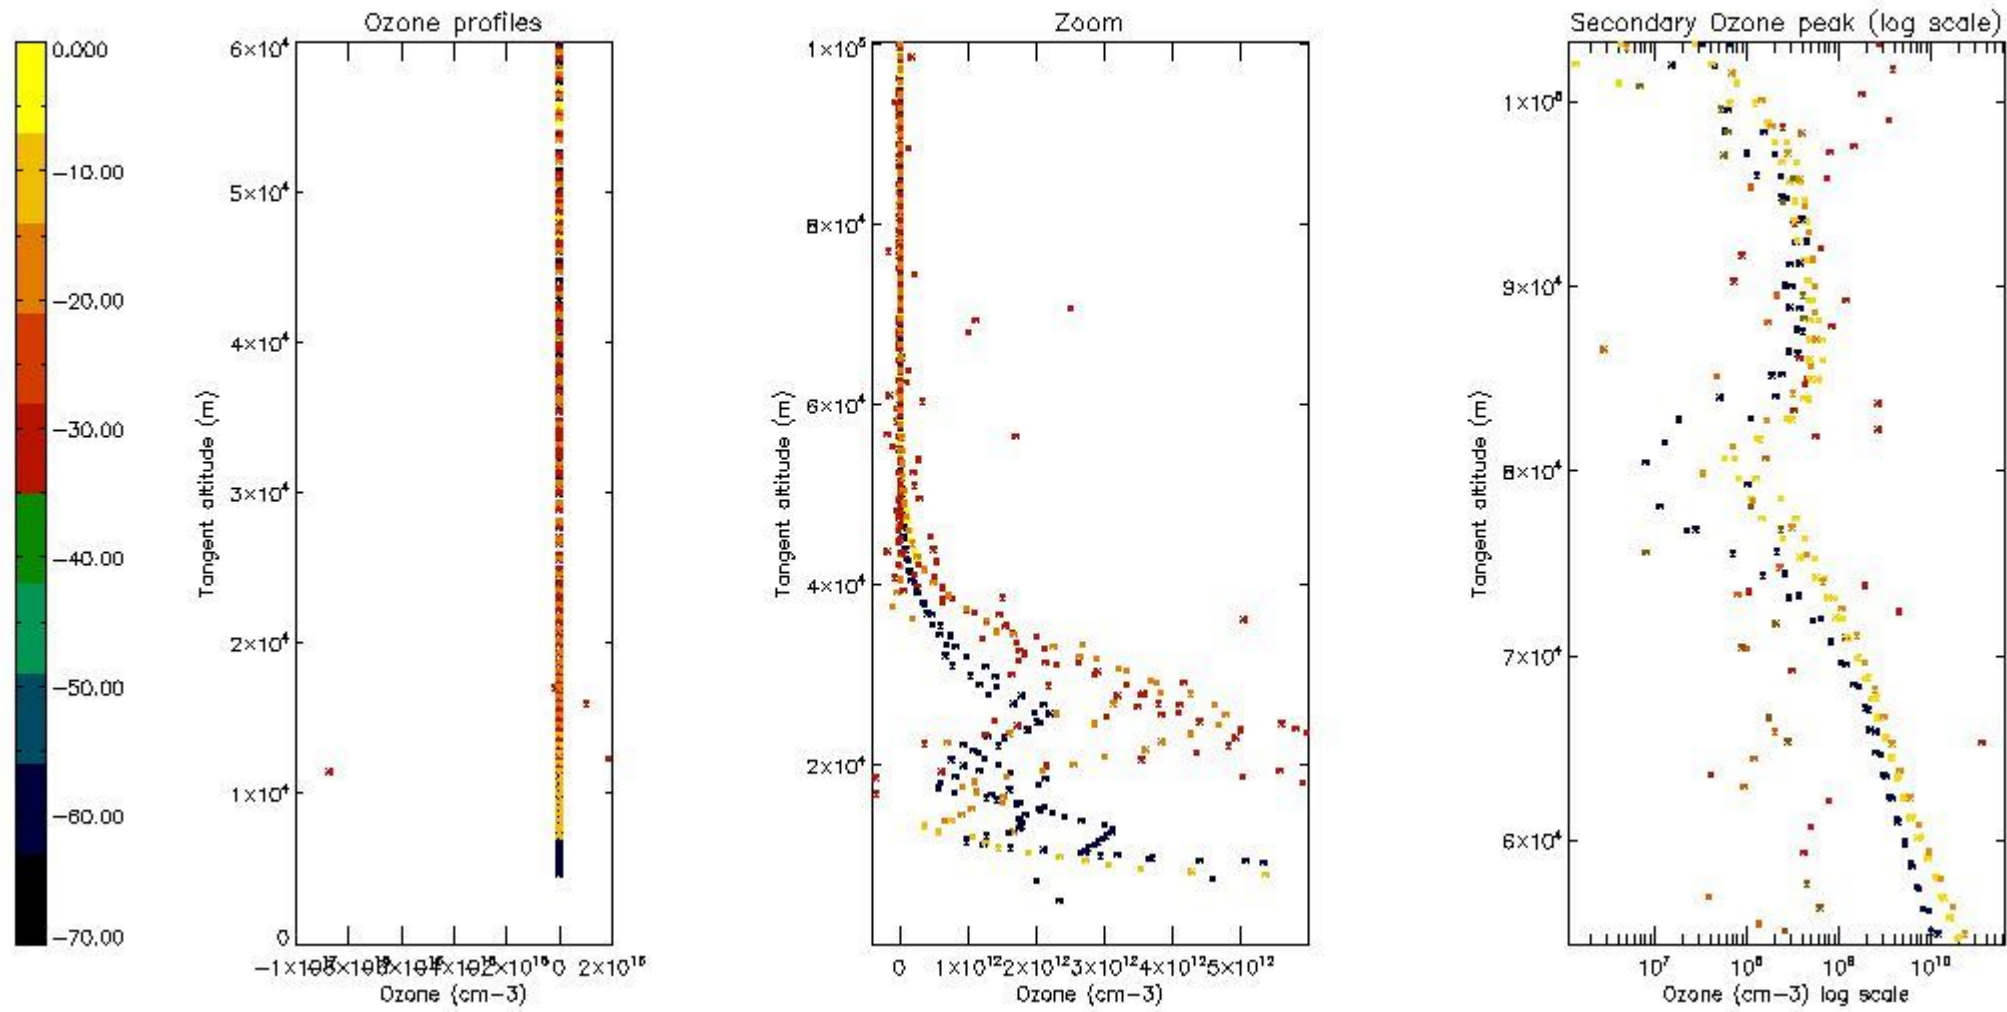 Ozone profiles
Zoom
Secondary Ozone peak (log scale)
0.000
-10.00
-20.00
-30.00
-40.00
-50.00
-60.00
-70.00
6×10⁴
5×10⁴
4×10⁴
3×10⁴
2×10⁴
1×10⁴
0
Tangent altitude (m)
0 2×10¹⁶
Ozone (cm-3)
1×10⁵
8×10⁴
6×10⁴
4×10⁴
2×10⁴
Tangent altitude (m)
0 1×10¹² 2×10¹² 3×10¹² 4×10¹² 5×10¹²
Ozone (cm-3)
9×10⁴
8×10⁴
7×10⁴
6×10⁴
Tangent altitude (m)
10⁷ 10⁸ 10⁹ 10¹⁰
Ozone (cm-3) log scale